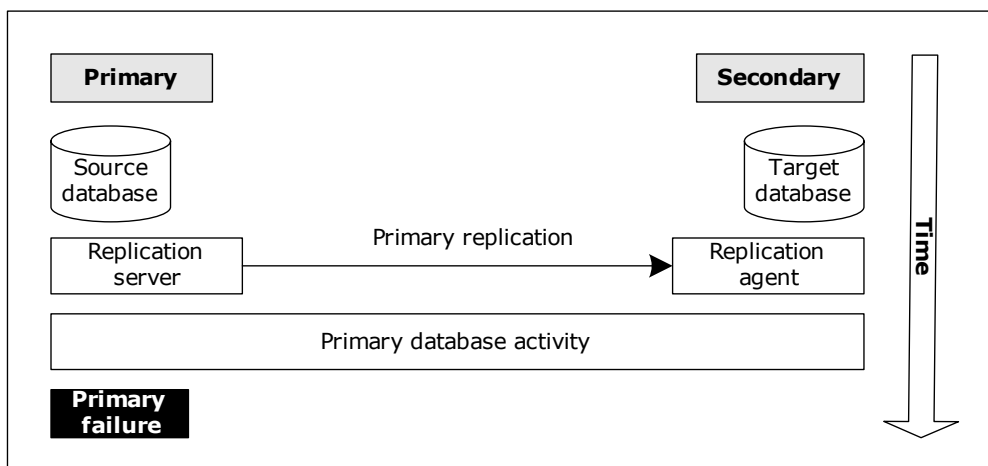 Primary
Secondary
Source
database
Target
database
Primary replication
Replication
server
Replication
agent
Time
Primary database activity
Primary
failure